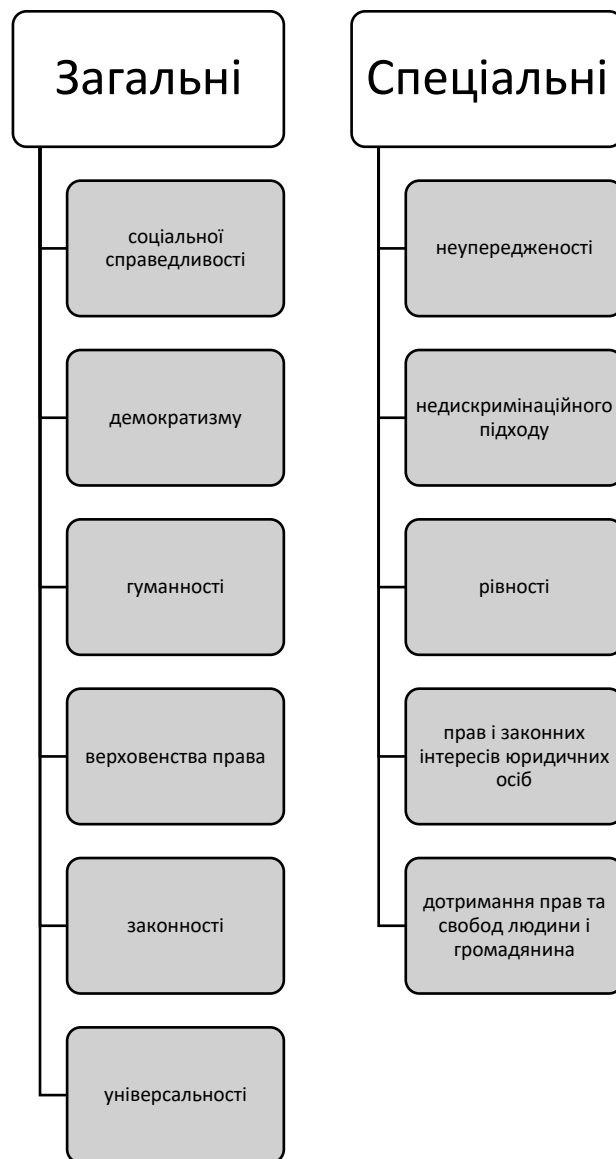 Загальні
соціальної
справедливості
демократизму
гуманності
верховенства права
законності
універсальності
Спеціальні
неупередженості
недискримінаційного
підходу
рівності
прав і законних
інтересів юридичних
осіб
дотримання прав та
свобод людини і
громадянина